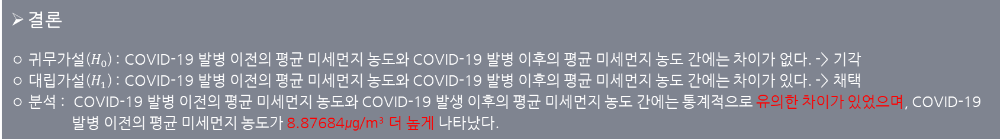 ➢ 결론
○ 귀무가설(H₀) : COVID-19 발병 이전의 평균 미세먼지 농도와 COVID-19 발병 이후의 평균 미세먼지 농도 간에는 차이가 없다. -> 기각
○ 대립가설(H₁) : COVID-19 발병 이전의 평균 미세먼지 농도와 COVID-19 발병 이후의 평균 미세먼지 농도 간에는 차이가 있다. -> 채택
○ 분석 : COVID-19 발병 이전의 평균 미세먼지 농도와 COVID-19 발생 이후의 평균 미세먼지 농도 간에는 통계적으로 유의한 차이가 있었으며, COVID-19
발병 이전의 평균 미세먼지 농도가 8.87684㎍/m³ 더 높게 나타났다.